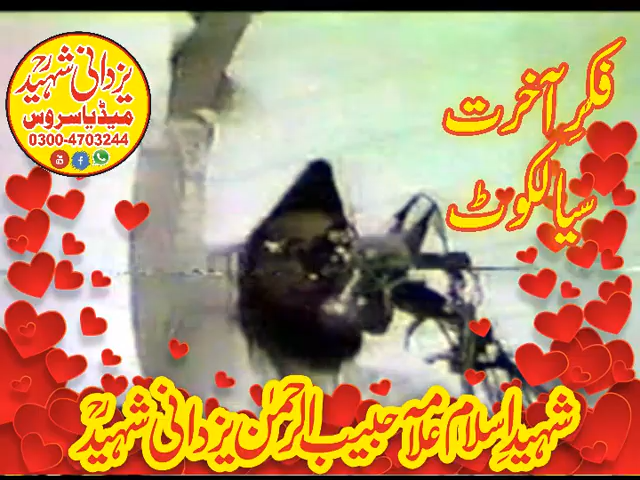 یزدانی شہیدؒ
میڈیا سروس
0300-4703244
فکرِ آخرت
سیالکوٹ
شہیدِ اسلام علامہ حبیب الرحمٰن یزدانی شہیدؒ